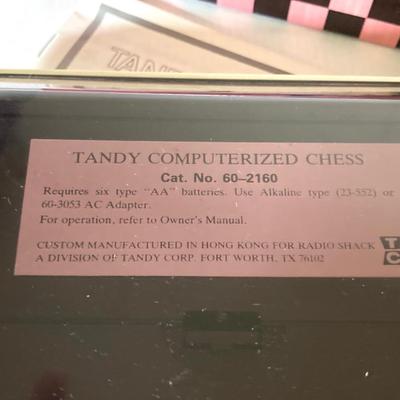 TAND
TANDY COMPUTERIZED CHESS
Cat. No. 60–2160
Requires six type "AA" batteries. Use Alkaline type (23-552) or
60-3053 AC Adapter.
For operation, refer to Owner's Manual.
CUSTOM MANUFACTURED IN HONG KONG FOR RADIO SHACK
A DIVISION OF TANDY CORP. FORT WORTH, TX 76102
T
C